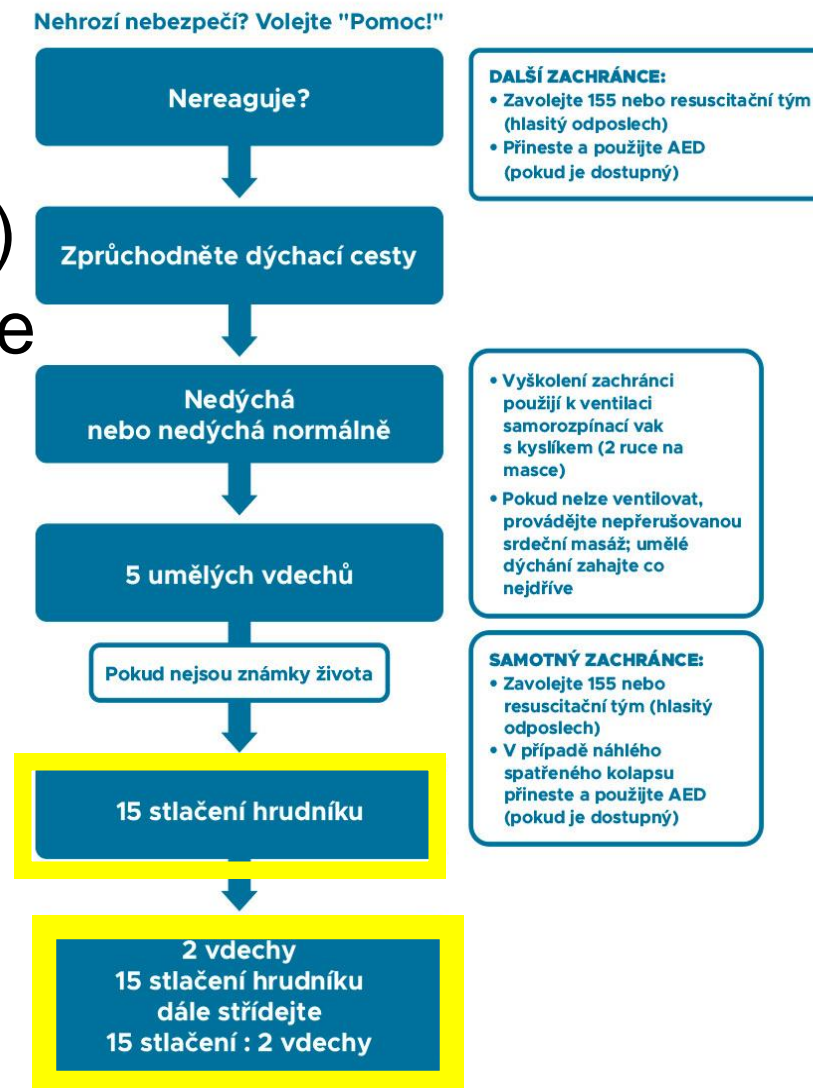 Nehrozí nebezpečí? Volejte "Pomoc!"
Nereaguje?
DALŠÍ ZACHRÁNCE:
• Zavolejte 155 nebo resuscitační tým
(hlasitý odposlech)
• Přineste a použijte AED
(pokud je dostupný)
)
Zprůchodněte dýchací cesty
e
Nedýchá
nebo nedýchá normálně
• Vyškolení zachránci
použijí k ventilaci
samorozpínací vak
s kyslíkem (2 ruce na
masce)
• Pokud nelze ventilovat,
provádějte nepřerušovanou
srdeční masáž; umělé
dýchání zahajte co
nejdříve
5 umělých vdechů
Pokud nejsou známky života
SAMOTNÝ ZACHRÁNCE:
• Zavolejte 155 nebo
resuscitační tým (hlasitý
odposlech)
• V případě náhlého
spatřeného kolapsu
přineste a použijte AED
(pokud je dostupný)
15 stlačení hrudníku
2 vdechy
15 stlačení hrudníku
dále střídejte
15 stlačení : 2 vdechy